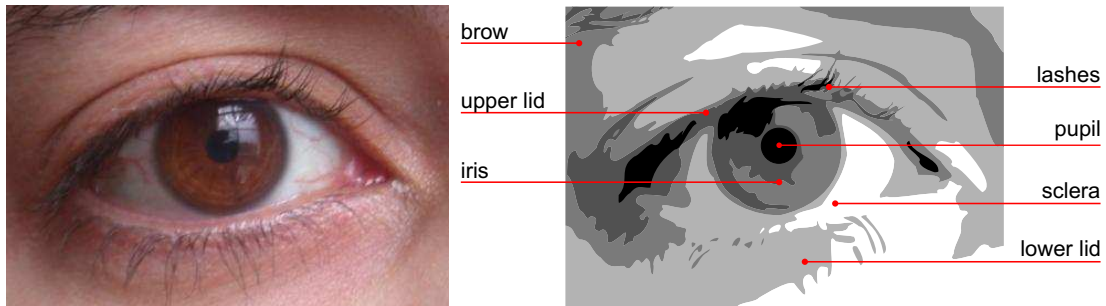 brow
upper lid
iris
lashes
pupil
sclera
lower lid